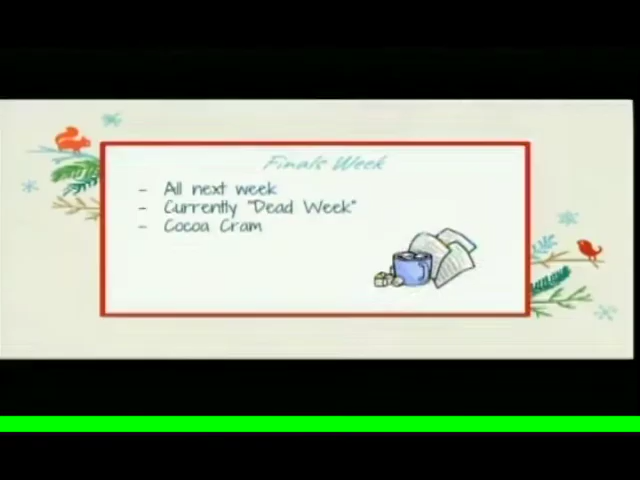 Finals Week
- All next week
- Currently "Dead Week"
- Cocoa Cram